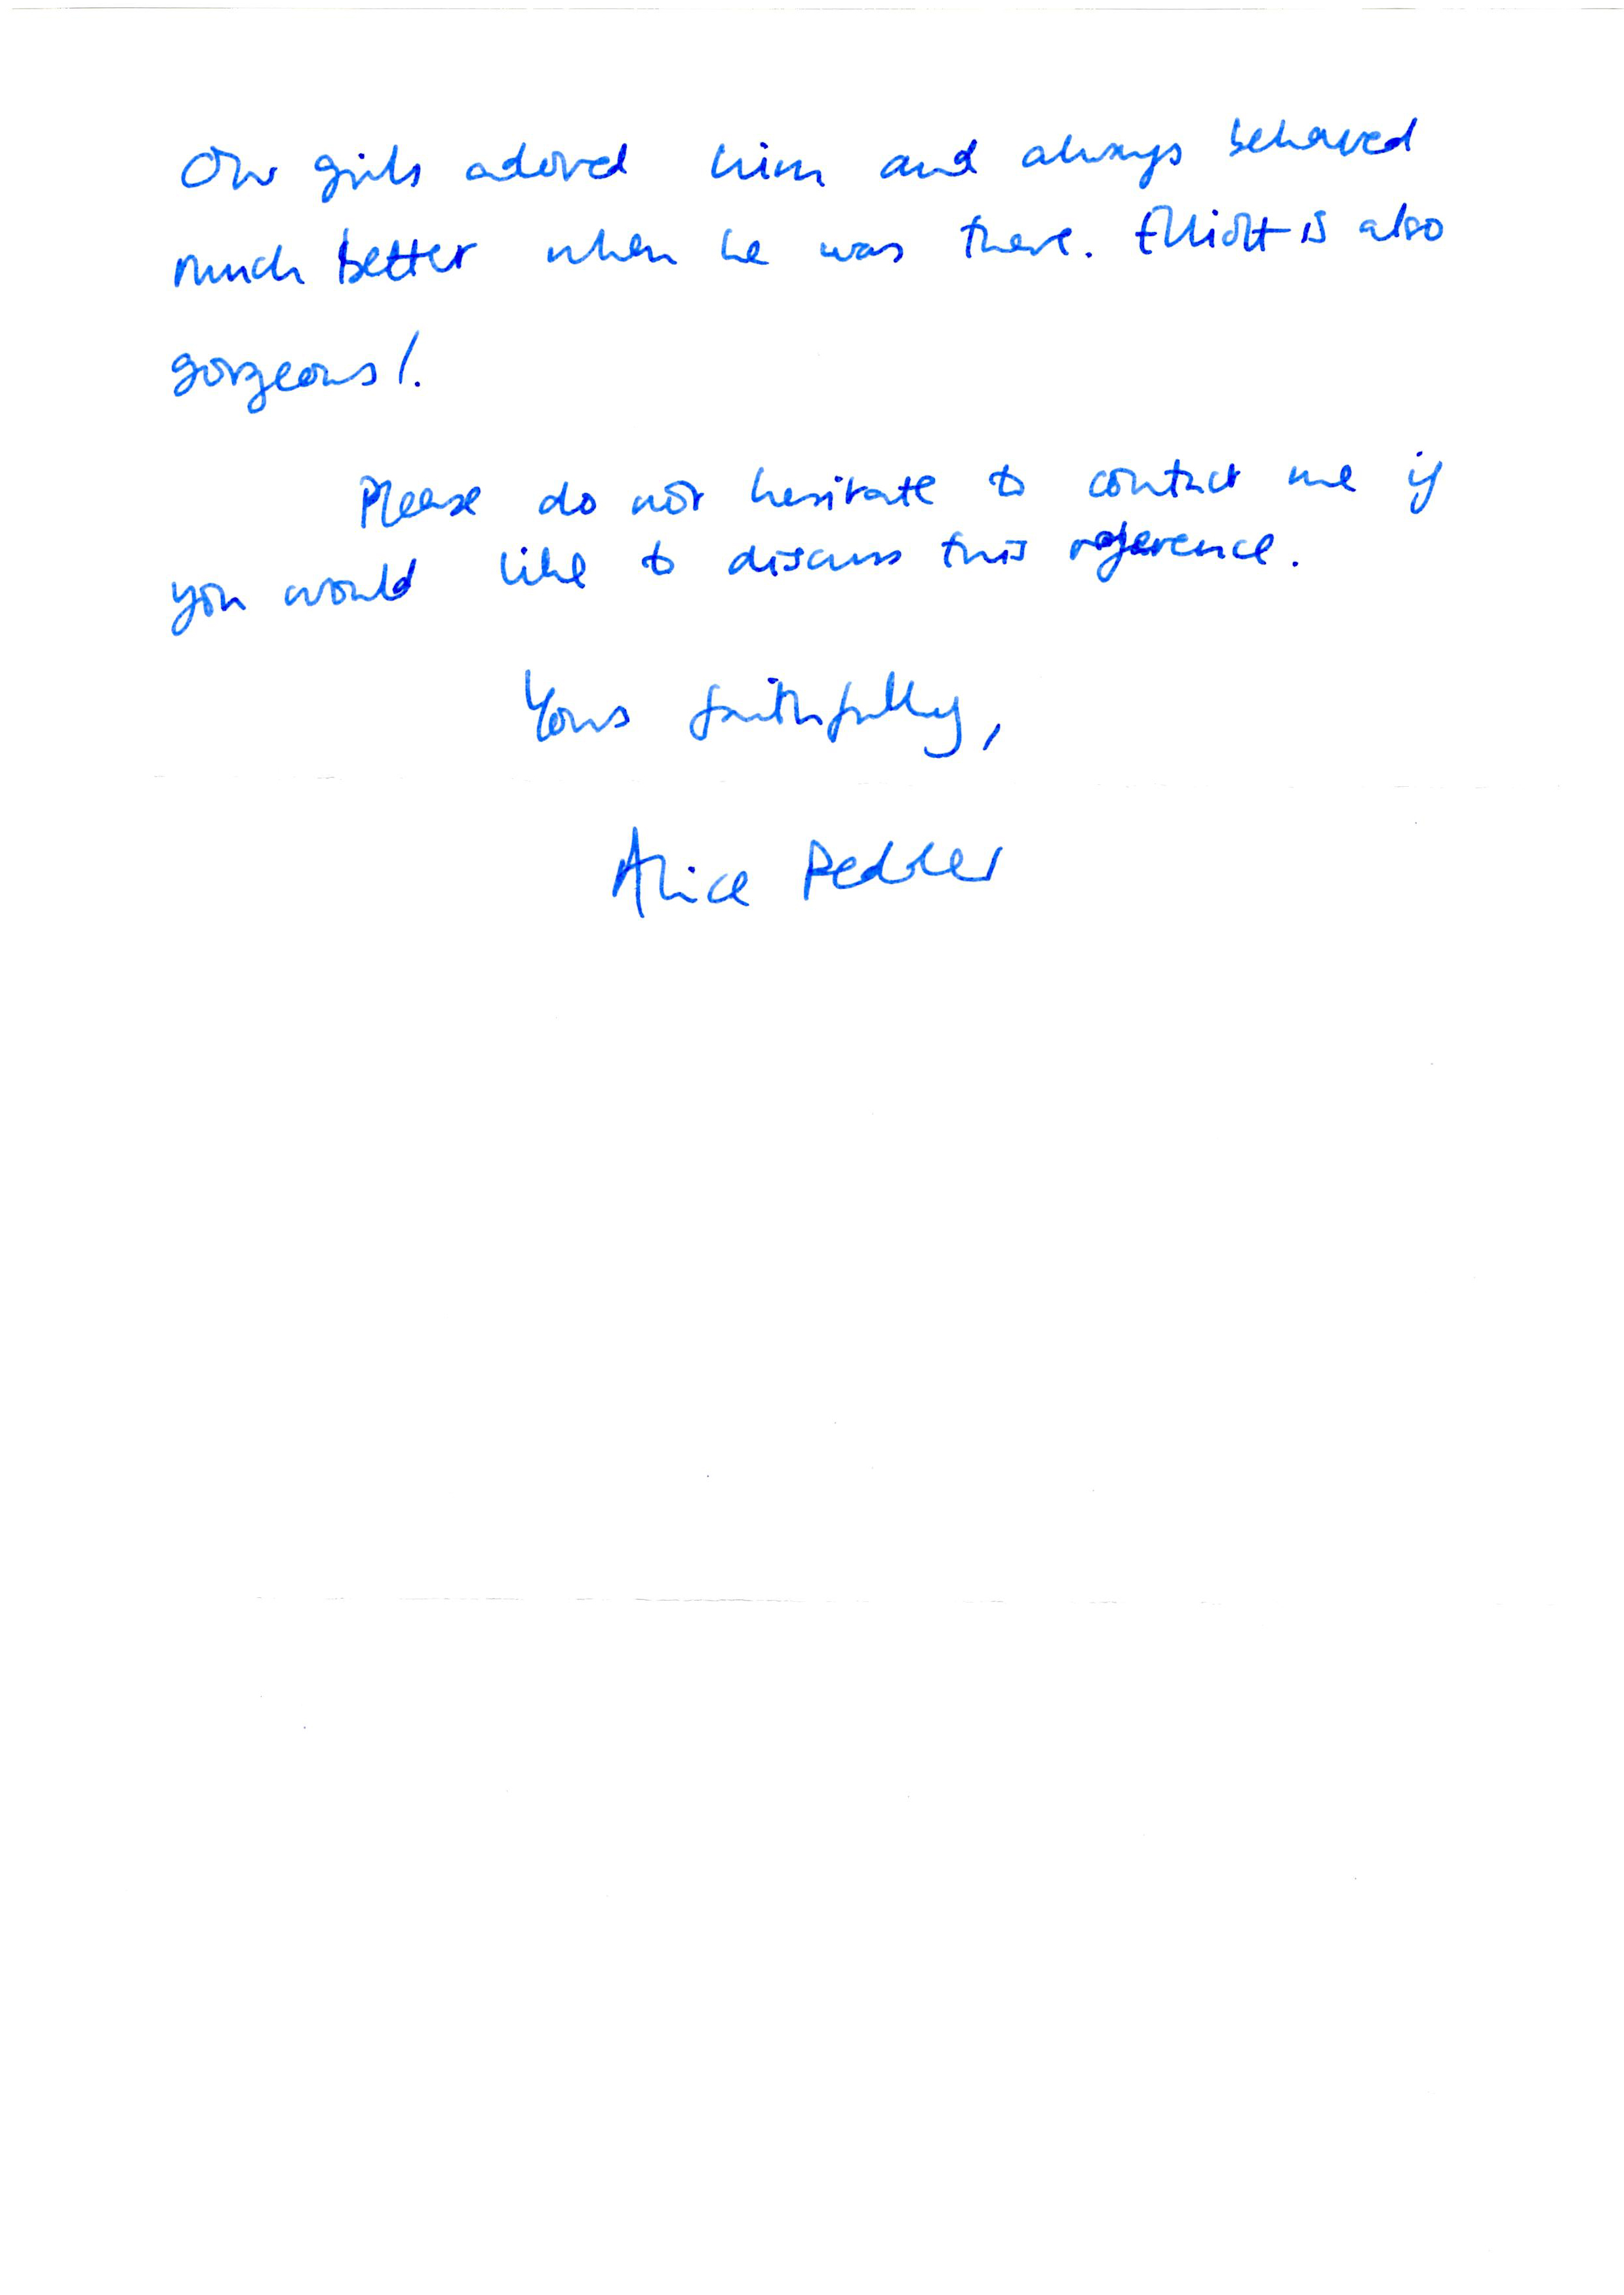 Our girls adored him and always behaved
much better when he was there. Elliott is also
gorgeous!
Please do not hesitate to contact me if
you would like to discuss this reference.
Yours faithfully,
Alice Pedder